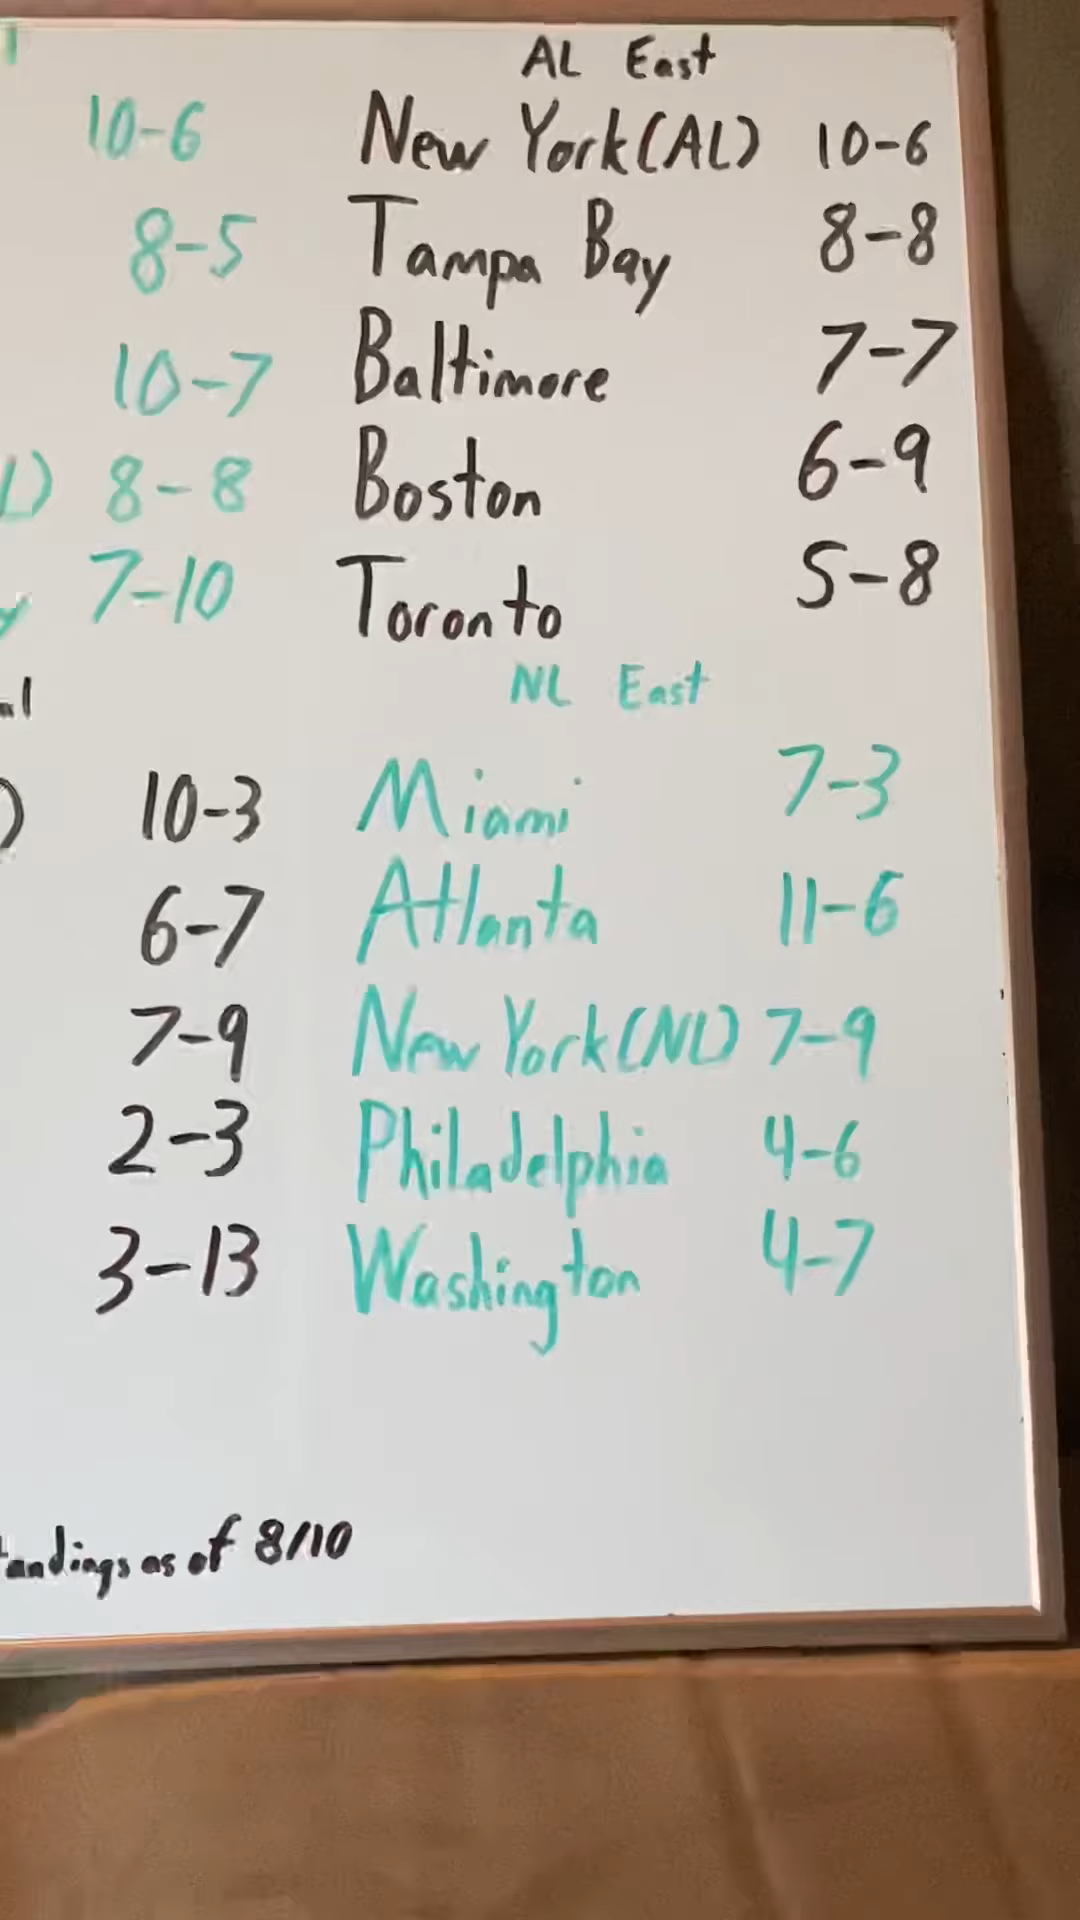 AL East
10-6 New York(AL) 10-6
8-5 Tampa Bay 8-8
10-7 Baltimore 7-7
L) 8-8 Boston 6-9
y 7-10 Toronto 5-8
NL East
al
) 10-3 Miami 7-3
6-7 Atlanta 11-6
7-9 New York(NL) 7-9
2-3 Philadelphia 4-6
3-13 Washington 4-7
tandings as of 8/10